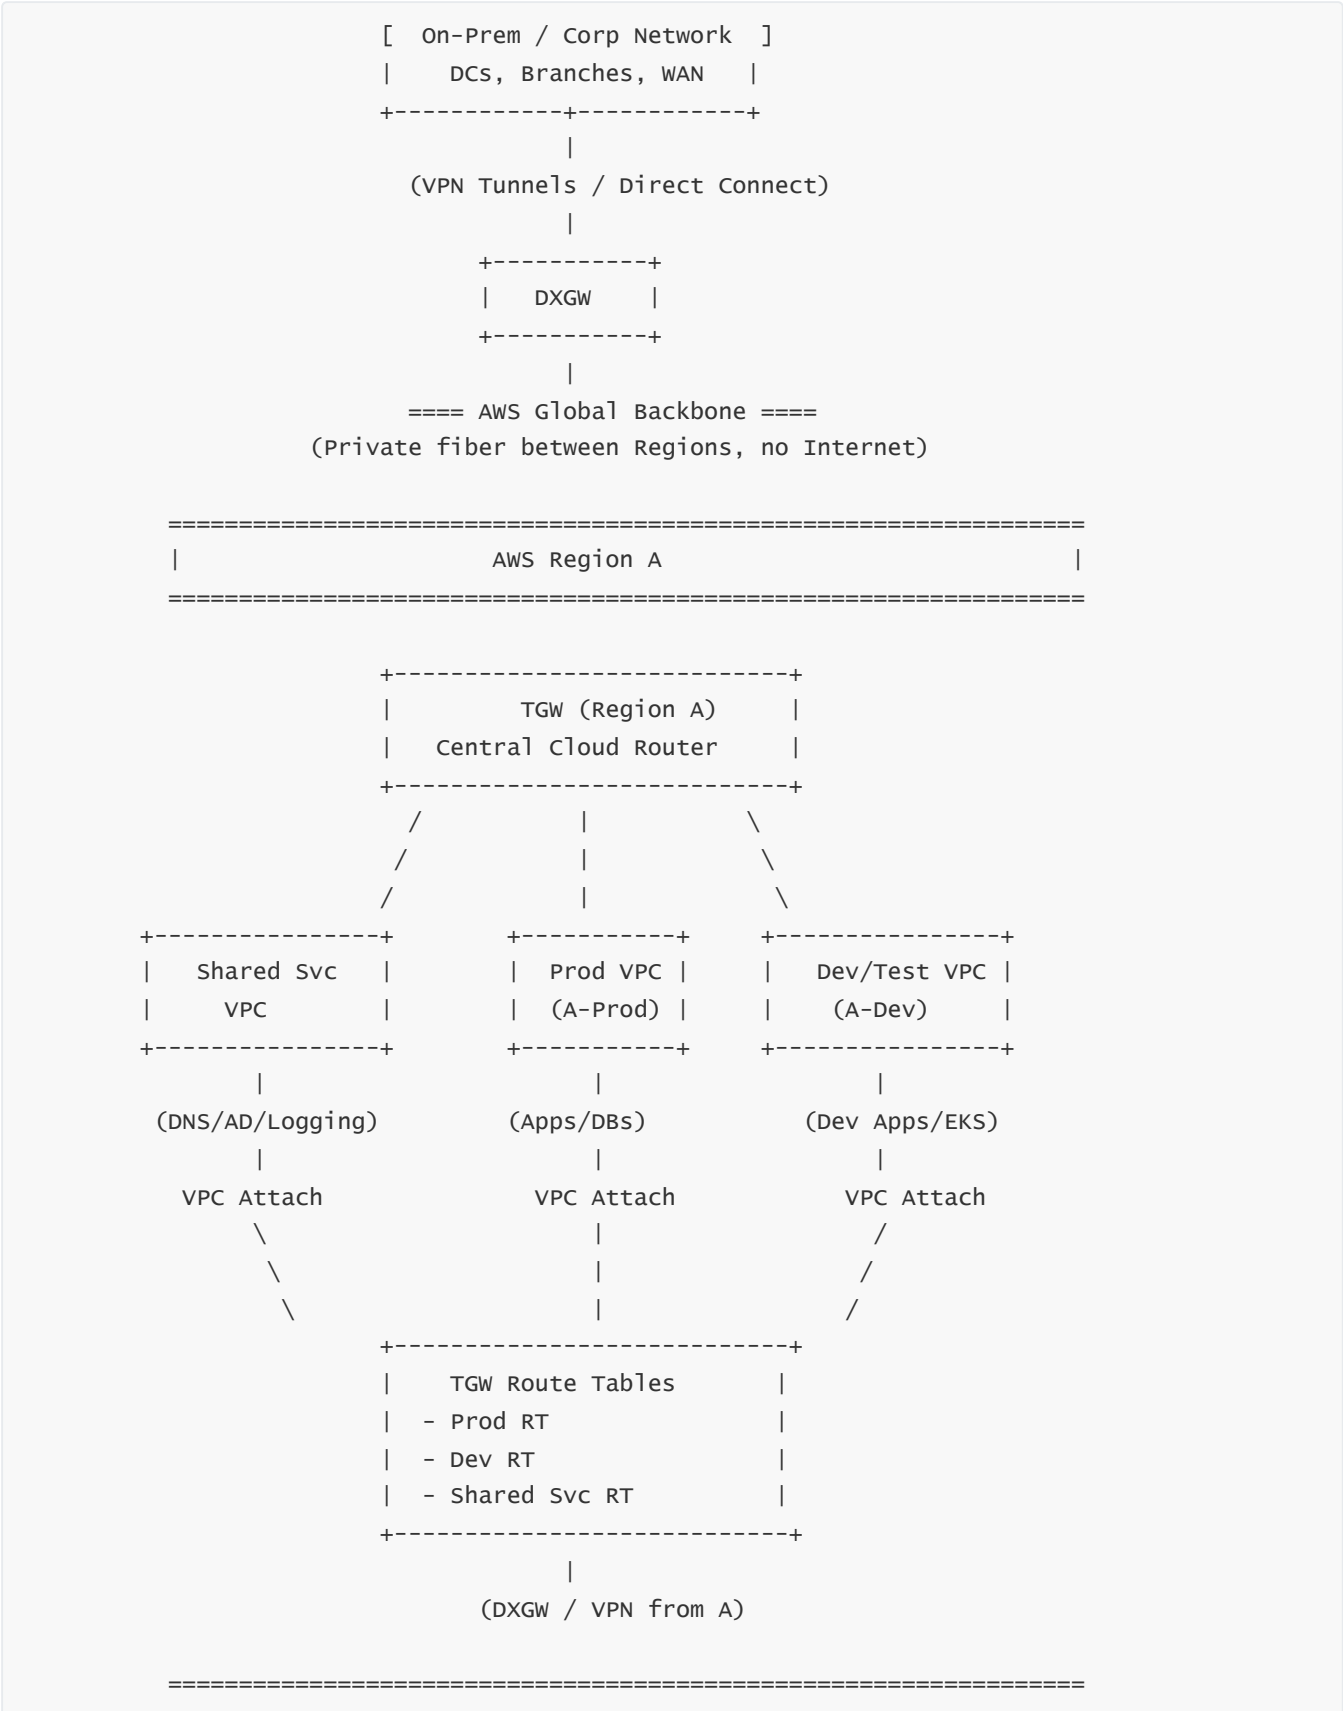 [  On-Prem / Corp Network  ]
|    DCs, Branches, WAN   |
+------------+------------+
|
(VPN Tunnels / Direct Connect)
|
+-----------+
|   DXGW    |
+-----------+
|
==== AWS Global Backbone ====
(Private fiber between Regions, no Internet)
=================================================================
|                      AWS Region A                             |
=================================================================
+----------------------------+
|         TGW (Region A)     |
|   Central Cloud Router     |
+----------------------------+
/           |           \
/            |            \
/             |             \
+----------------+        +-----------+     +----------------+
|   Shared Svc   |        |  Prod VPC |     |   Dev/Test VPC |
|     VPC        |        |  (A-Prod) |     |    (A-Dev)     |
+----------------+        +-----------+     +----------------+
|                       |                   |
(DNS/AD/Logging)         (Apps/DBs)           (Dev Apps/EKS)
|                       |                   |
VPC Attach               VPC Attach            VPC Attach
\                       |                   /
\                      |                  /
\                     |                 /
+----------------------------+
|    TGW Route Tables       |
|  - Prod RT                |
|  - Dev RT                 |
|  - Shared Svc RT          |
+----------------------------+
|
(DXGW / VPN from A)
=================================================================